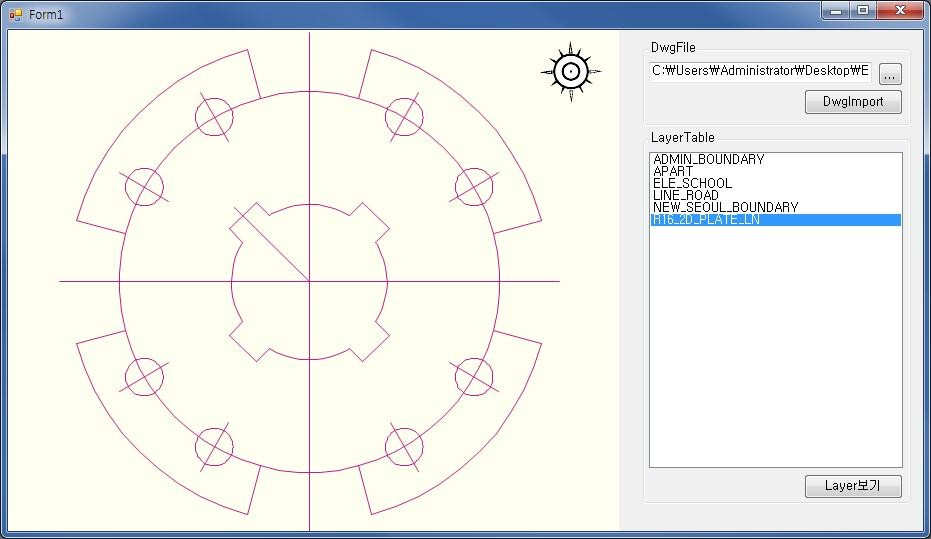 Form1
DwgFile
C:₩Users₩Administrator₩Desktop₩E
...
DwgImport
LayerTable
ADMIN_BOUNDARY
APART
ELE_SCHOOL
LINE_ROAD
NEW_SEOUL_BOUNDARY
R16_2D_PLATE_LN
Layer보기